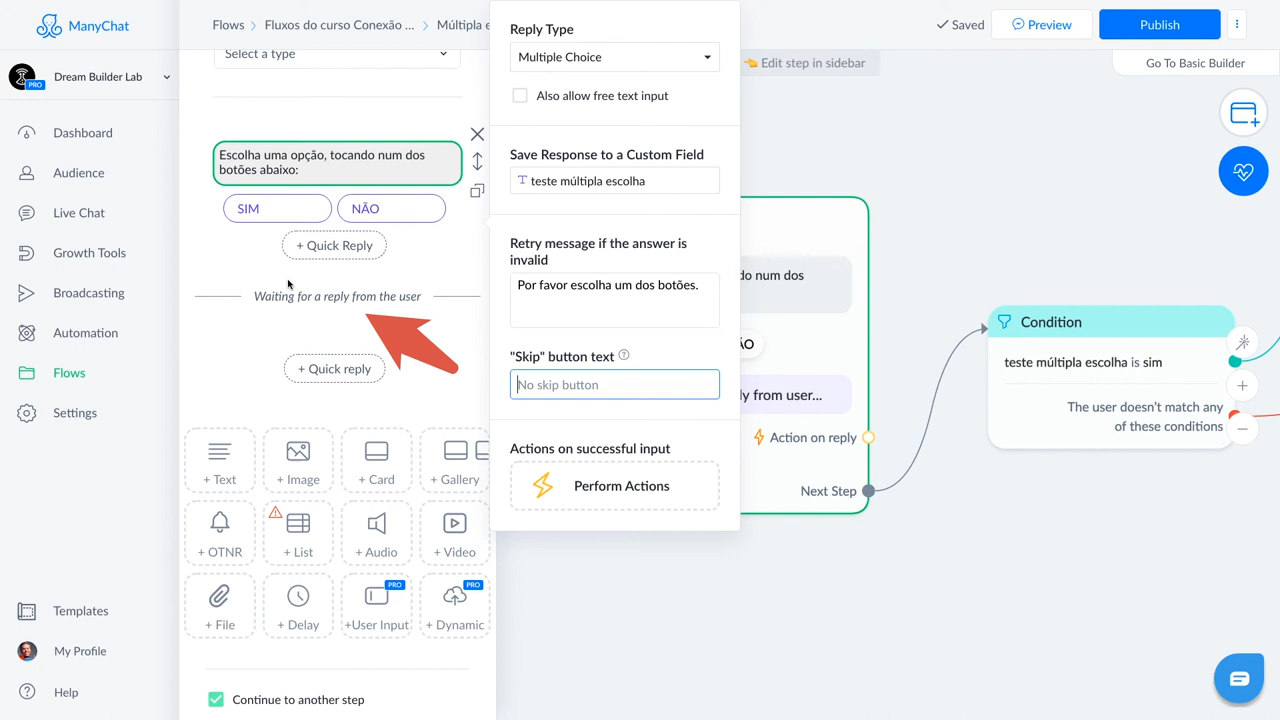 ManyChat
Flows
Fluxos do curso Conexão ...
Múltipla e
Saved
Preview
Publish
Dream Builder Lab
PRO
Select a type
👈 Edit step in sidebar
Go To Basic Builder
Dashboard
Audience
Live Chat
Growth Tools
Broadcasting
Automation
Flows
Settings
Templates
My Profile
Help
Escolha uma opção, tocando num dos
botões abaixo:
SIM
NÃO
+ Quick Reply
Waiting for a reply from the user
+ Quick reply
+ Text
+ Image
+ Card
+ Gallery
+ OTNR
+ List
+ Audio
+ Video
+ File
+ Delay
PRO
+User Input
PRO
+ Dynamic
Continue to another step
Reply Type
Multiple Choice
Also allow free text input
Save Response to a Custom Field
T teste múltipla escolha
Retry message if the answer is
invalid
Por favor escolha um dos botões.
"Skip" button text ?
No skip button
Actions on successful input
Perform Actions
do num dos
ÃO
ly from user...
Action on reply
Next Step
Condition
teste múltipla escolha is sim
The user doesn't match any
of these conditions